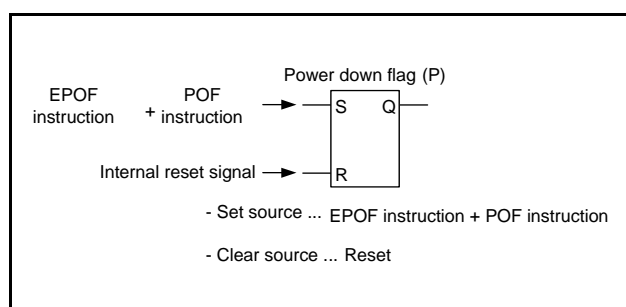 Power down flag (P)
EPOF instruction + POF instruction
S Q
Internal reset signal
R
- Set source ... EPOF instruction + POF instruction
- Clear source ... Reset